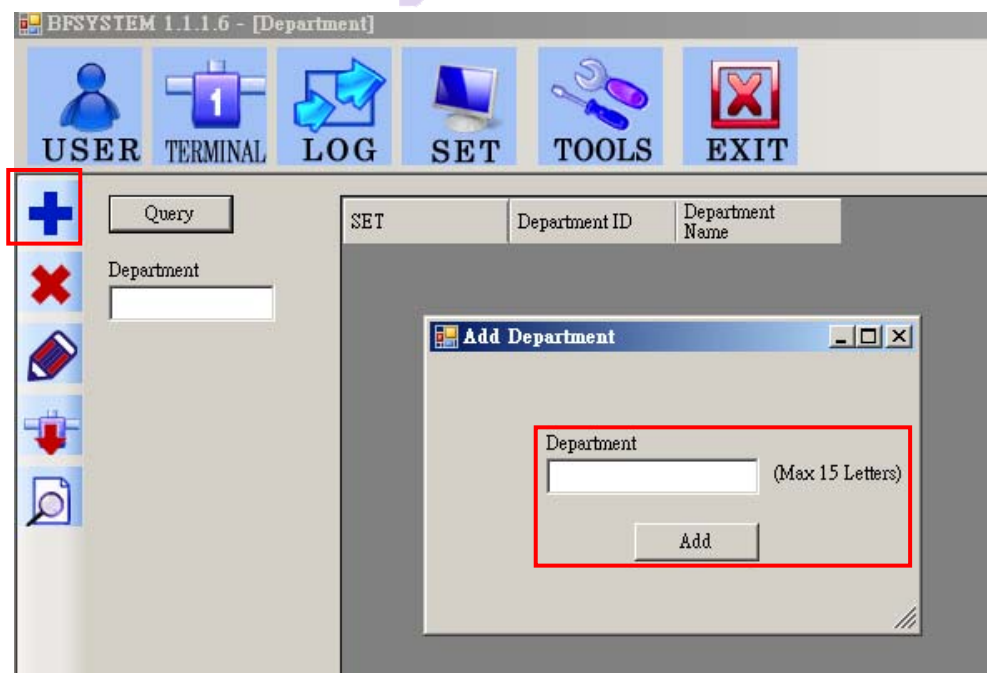 BFSYSTEM 1.1.1.6 - [Department]
1
USER TERMINAL LOG SET TOOLS EXIT
Query
SET Department ID Department
Name
Department
Add Department
Department
(Max 15 Letters)
Add